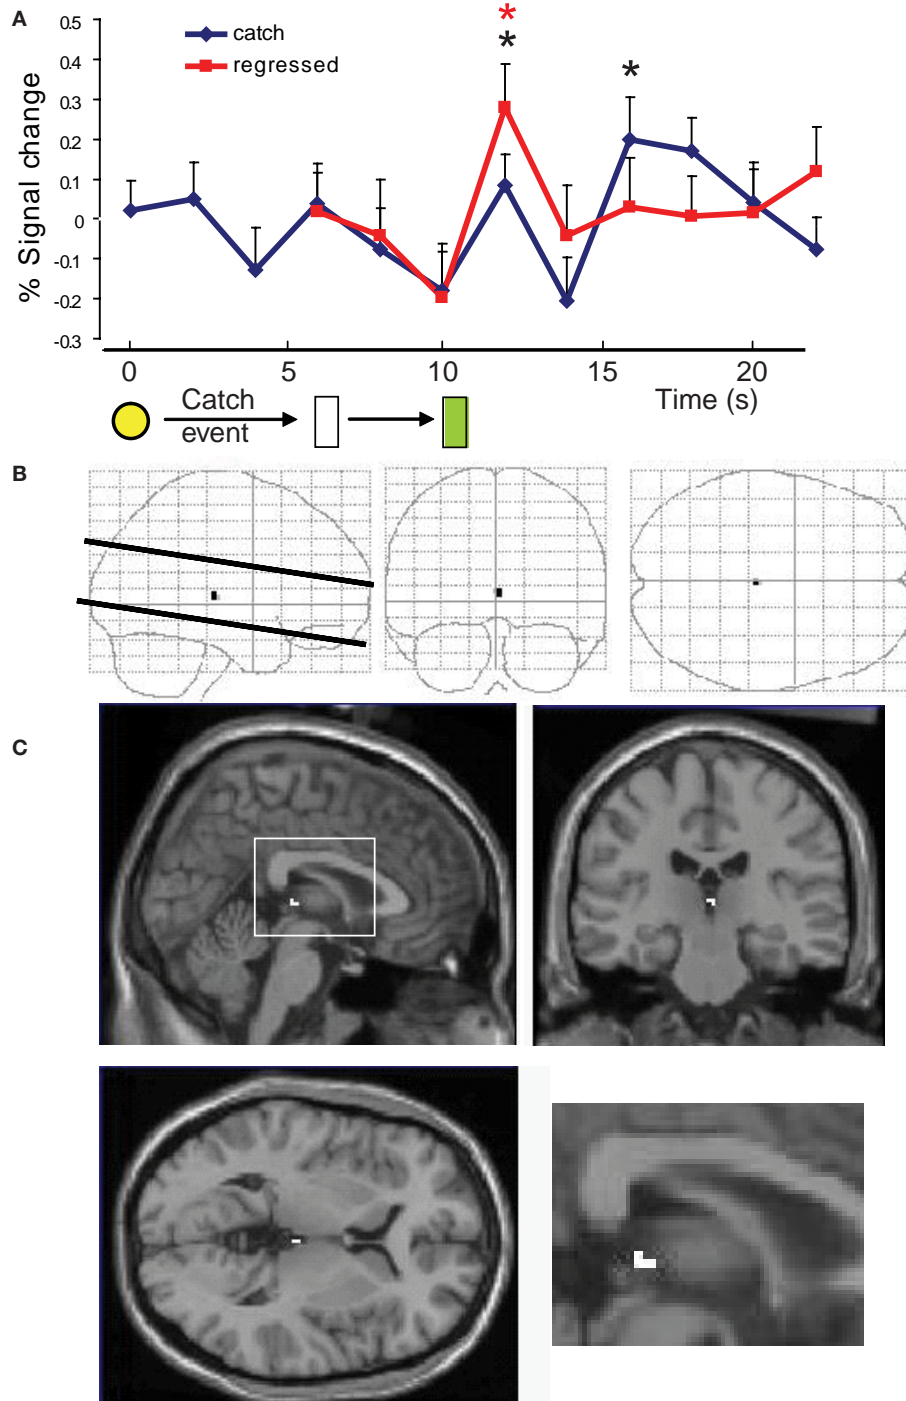 A
0.5
0.4
0.3
0.2
0.1
0
-0.1
-0.2
-0.3
% Signal change
catch
regressed
*
*
*
0 5 10 15 20
Time (s)
Catch
event
B
C